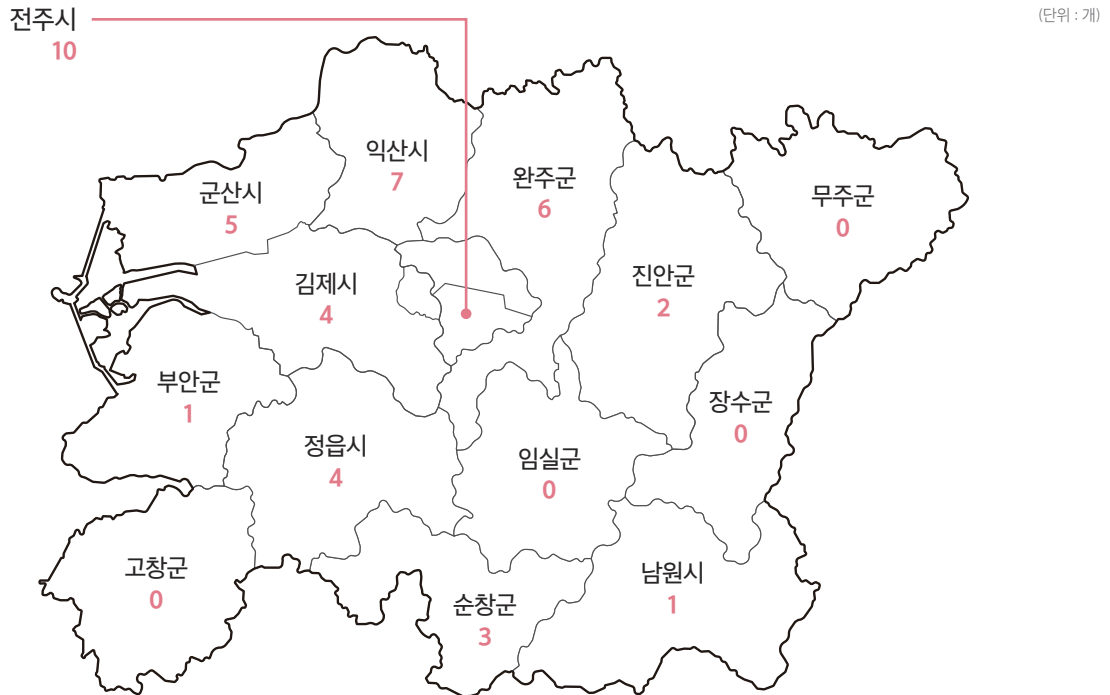 전주시
10
(단위 : 개)
익산시
7
완주군
6
군산시
5
무주군
0
진안군
2
김제시
4
부안군
1
장수군
0
정읍시
4
임실군
0
고창군
0
남원시
1
순창군
3